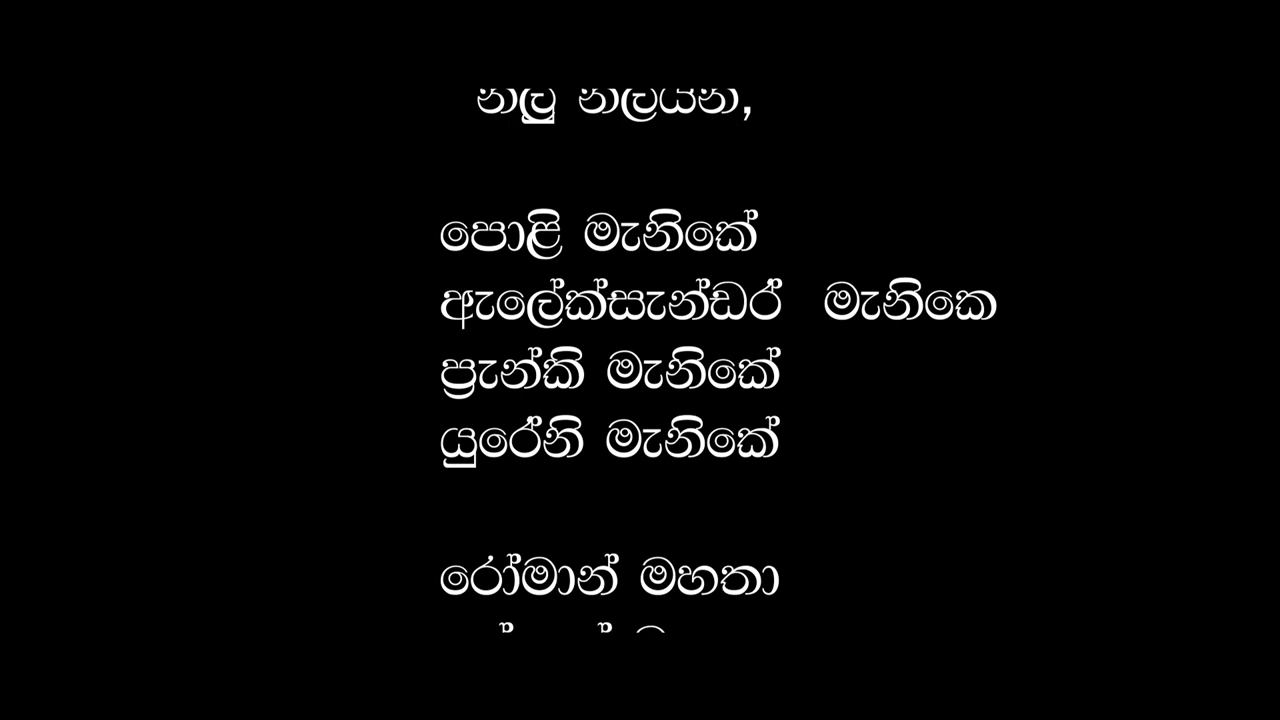 පොළි මැනිකේ
ඇලේක්සැන්ඩර් මැනිකෙ
ප්‍රැන්කි මැනිකේ
යුරේනි මැනිකේ
රෝමාන් මහතා